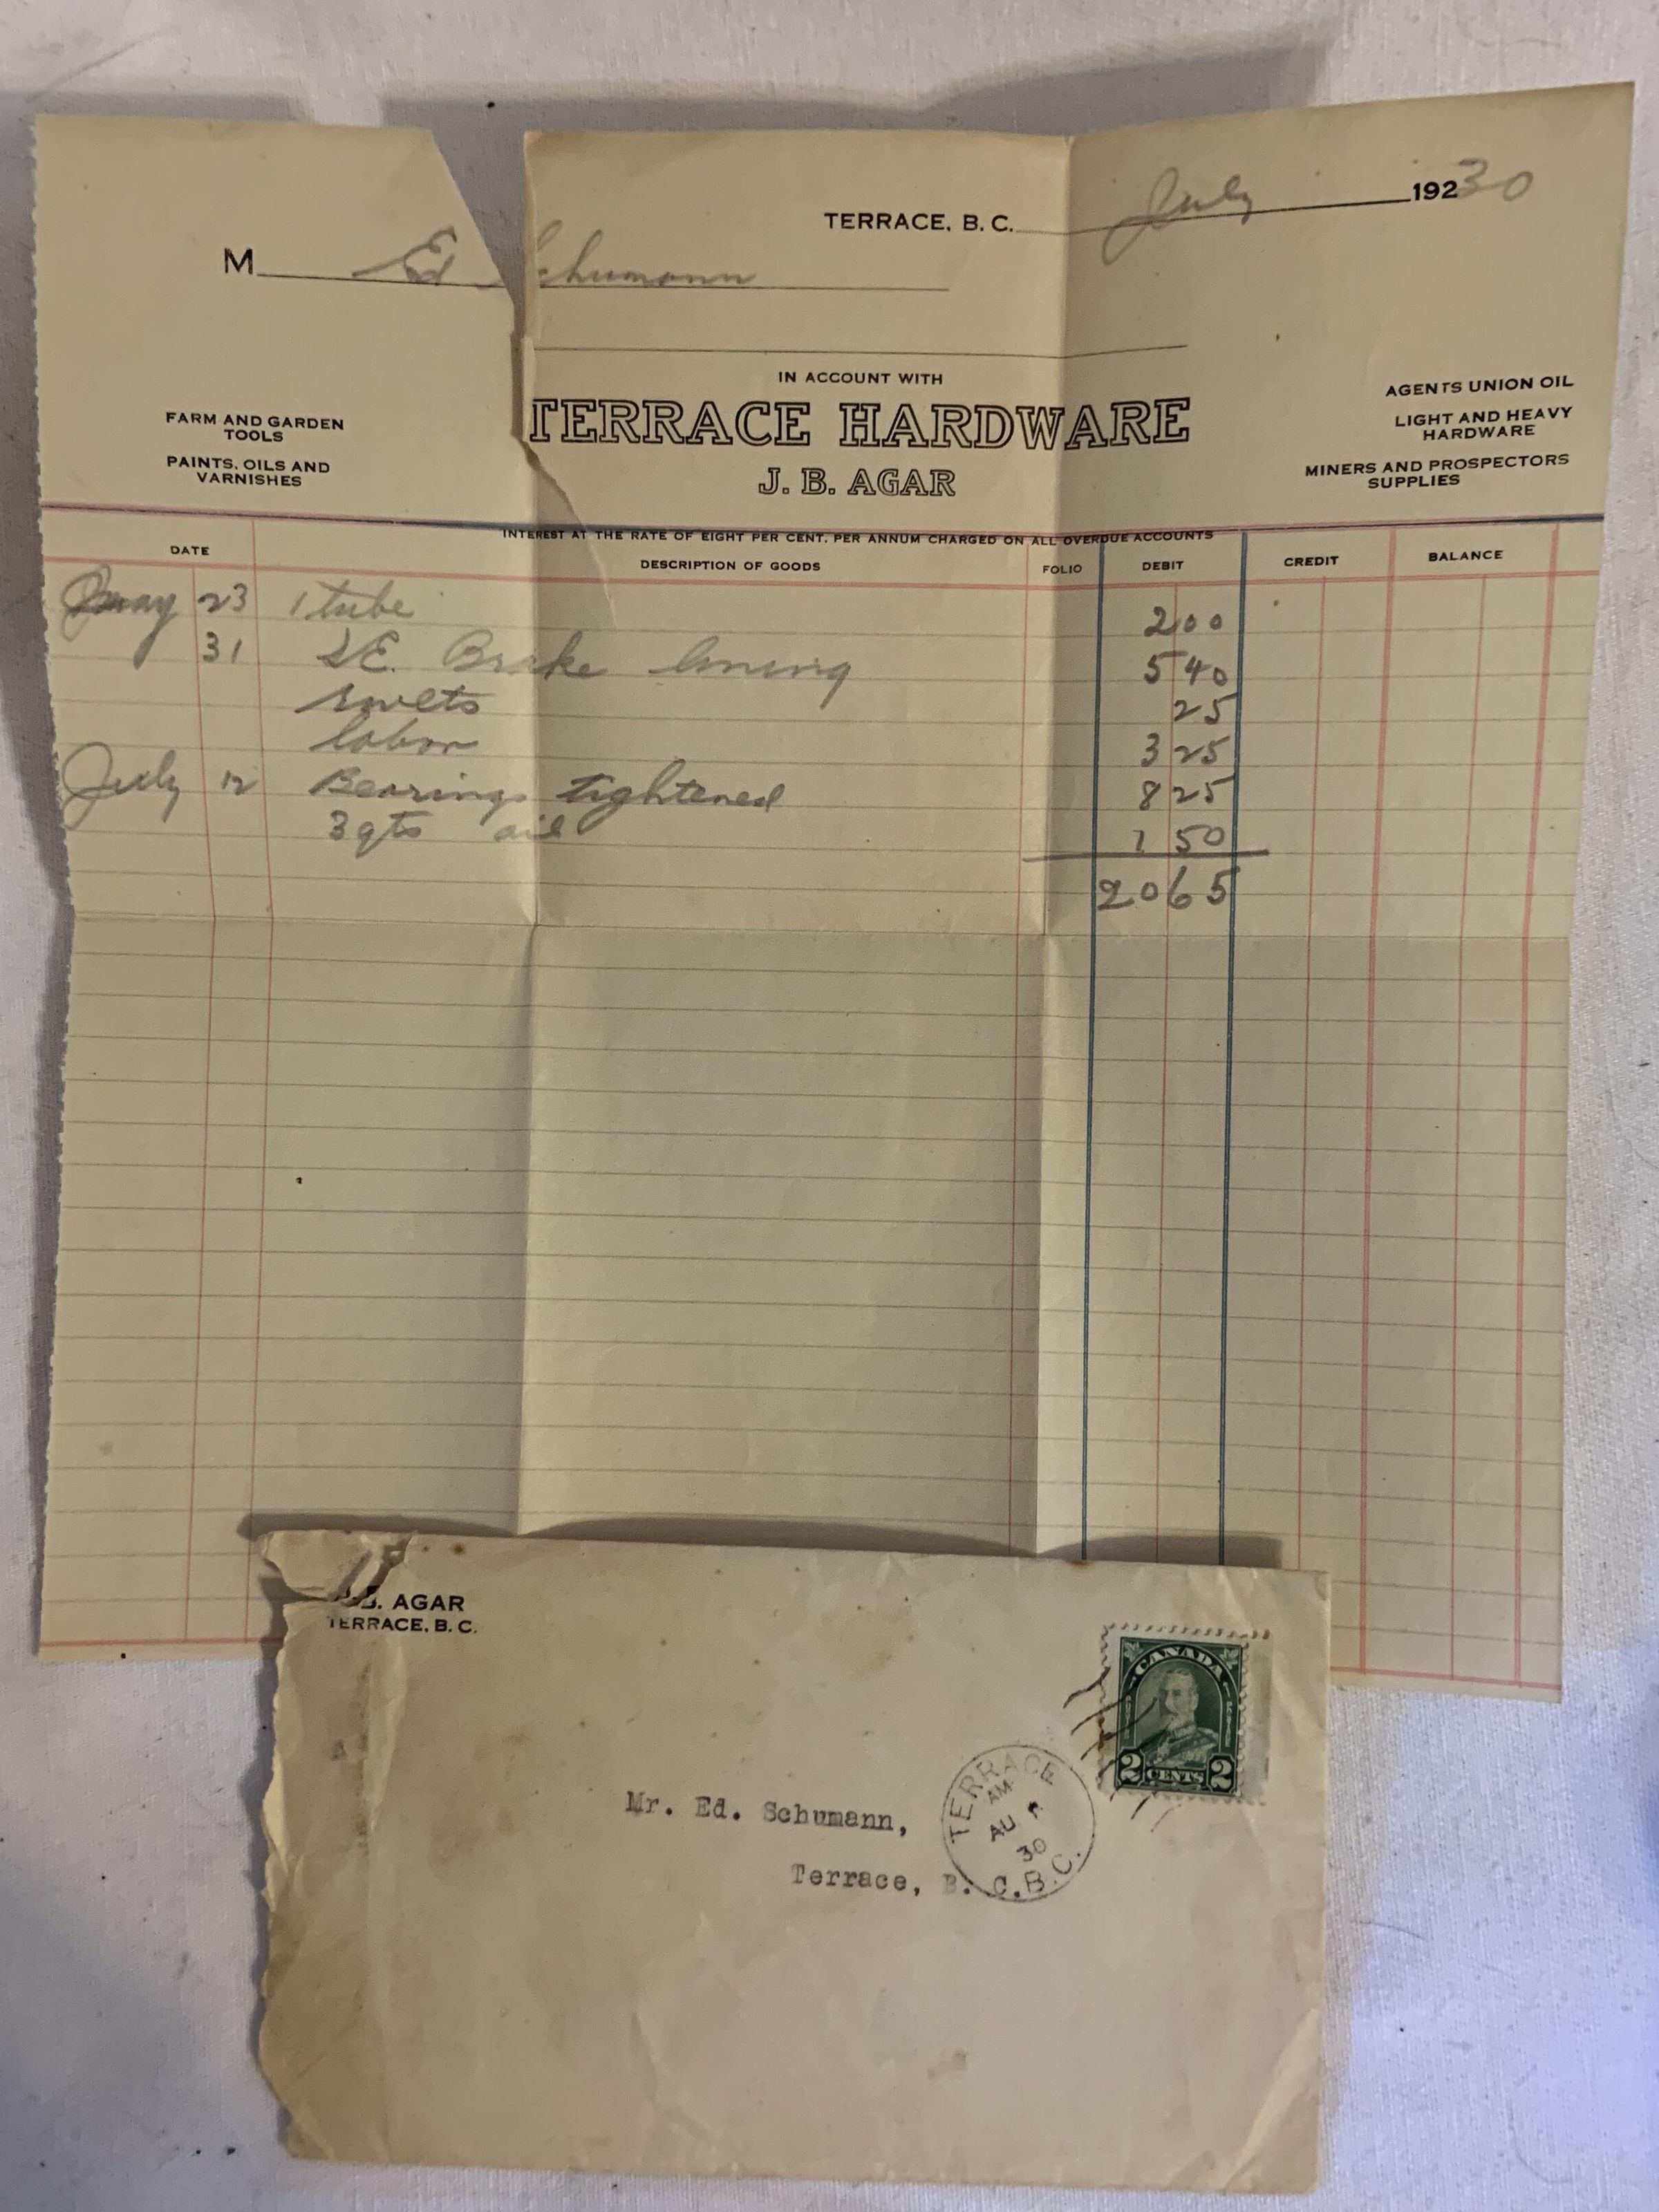 TERRACE, B. C. July 19230
M Ed Schumann
IN ACCOUNT WITH
TERRACE HARDWARE
J. B. AGAR
FARM AND GARDEN
TOOLS
PAINTS, OILS AND
VARNISHES
AGENTS UNION OIL
LIGHT AND HEAVY
HARDWARE
MINERS AND PROSPECTORS
SUPPLIES
INTEREST AT THE RATE OF EIGHT PER CENT. PER ANNUM CHARGED ON ALL OVERDUE ACCOUNTS
DATE DESCRIPTION OF GOODS FOLIO DEBIT CREDIT BALANCE
May 23 1 tube 2 00
31 Brake lining 5 40
rivets 25
labor 3 25
July 12 Bearings tightened 8 25
3 qts oil 1 50
20 65
B. AGAR
TERRACE, B. C.
CANADA
2 CENTS 2
TERRACE
AM
AU
30
B.C.
Mr. Ed. Schumann,
Terrace, B. C.